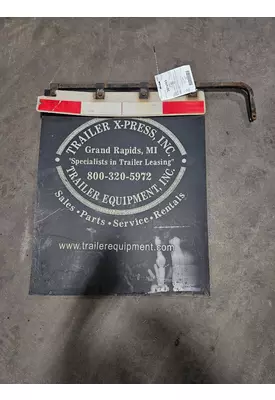 TRAILER X-PRESS, INC.
Grand Rapids, MI
"Specialists in Trailer Leasing"
800-320-5972
TRAILER EQUIPMENT, INC.
Sales • Parts • Service • Rentals
www.trailerequipment.com